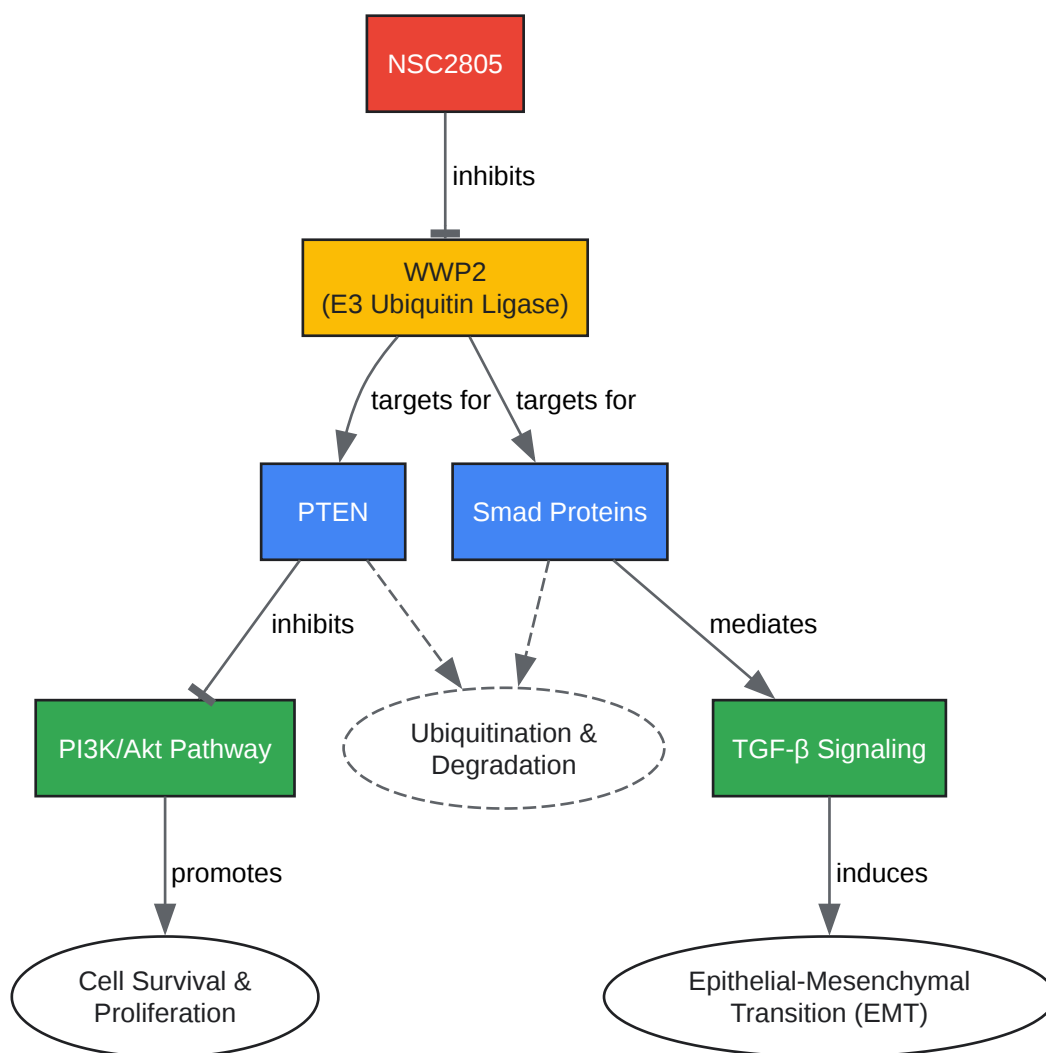 NSC2805
inhibits
WWP2
(E3 Ubiquitin Ligase)
targets for
targets for
PTEN
Smad Proteins
inhibits
mediates
PI3K/Akt Pathway
Ubiquitination &
Degradation
TGF-β Signaling
promotes
induces
Cell Survival &
Proliferation
Epithelial-Mesenchymal
Transition (EMT)